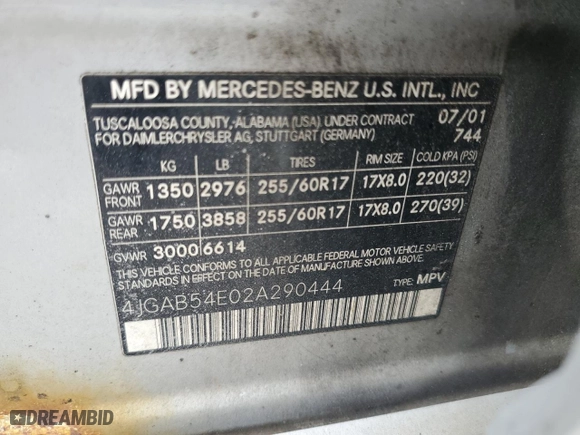 MFD BY MERCEDES-BENZ U.S. INTL., INC
TUSCALOOSA COUNTY, ALABAMA (USA) UNDER CONTRACT 07/01
FOR DAIMLERCHRYSLER AG, STUTTGART (GERMANY) 744
KG LB TIRES RIM SIZE COLD KPA (PSI)
GAWR FRONT 1350 2976 255/60R17 17X8.0 220(32)
GAWR REAR 1750 3858 255/60R17 17X8.0 270(39)
GVWR 3000 6614
THIS VEHICLE CONFORMS TO ALL APPLICABLE FEDERAL MOTOR VEHICLE SAFETY
STANDARDS IN EFFECT ON THE DATE OF MANUFACTURE SHOWN ABOVE.
4JGAB54E02A290444 TYPE: MPV
DREAMBID